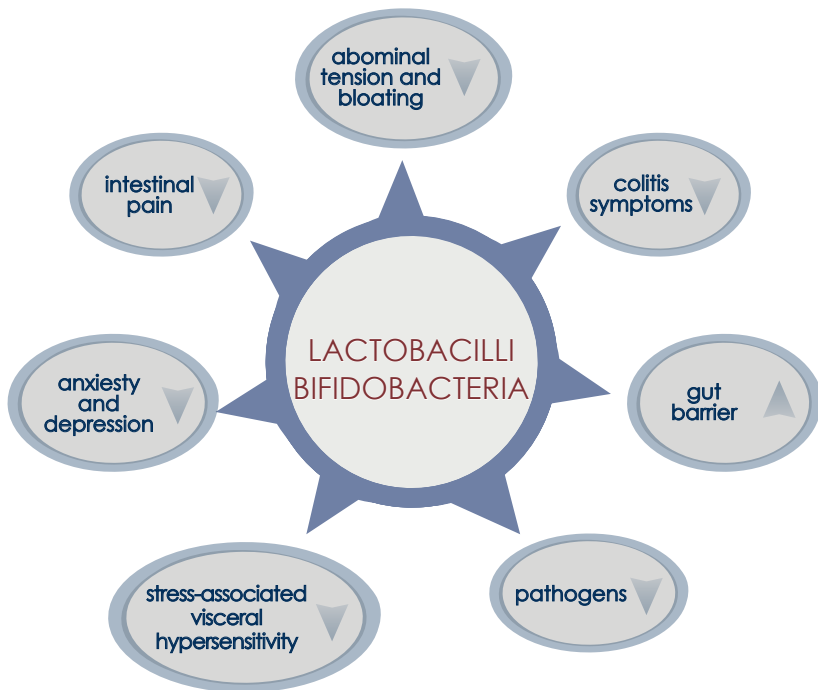 abominal
tension and
bloating
intestinal
pain
colitis
symptoms
LACTOBACILLI
BIFIDOBACTERIA
anxiesty
and
depression
gut
barrier
stress-associated
visceral
hypersensitivity
pathogens